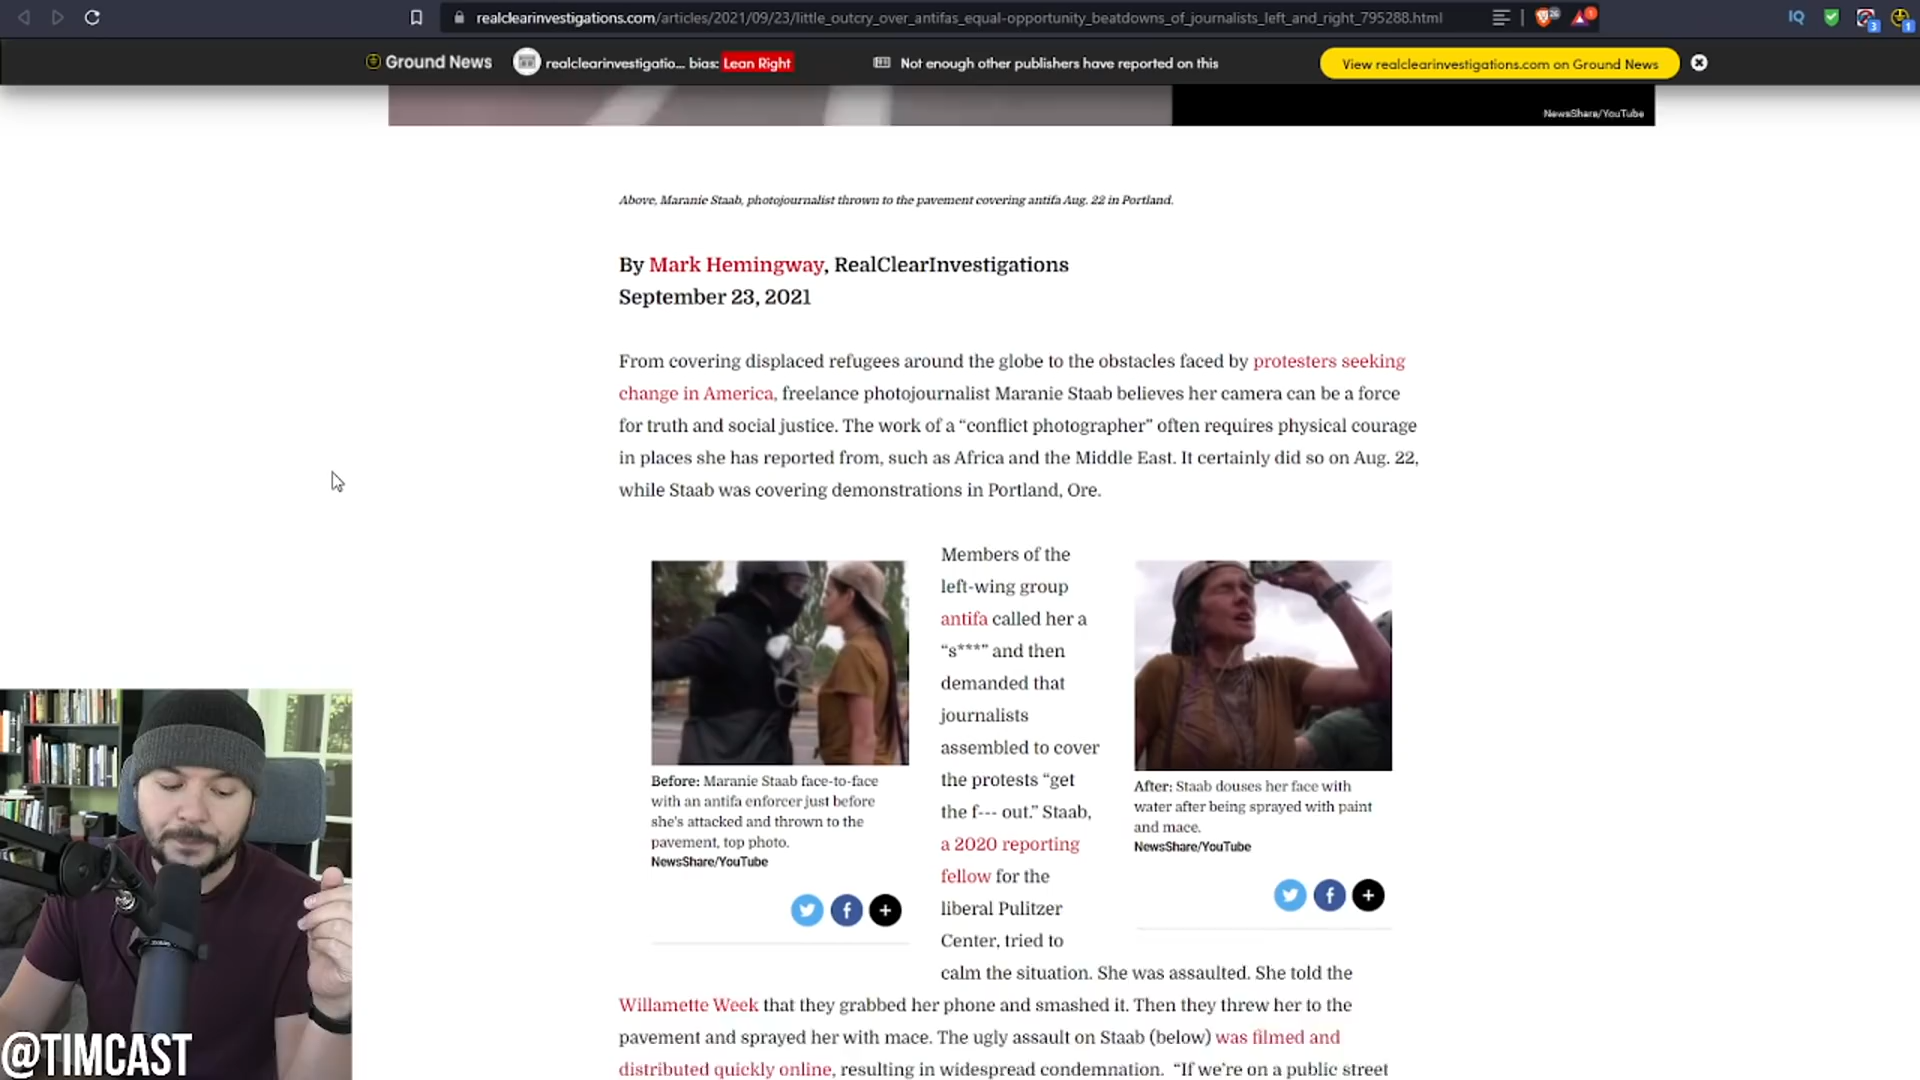 realclearinvestigations.com/articles/2021/09/23/little_outcry_over_antifas_equal-opportunity_beatdowns_of_journalists_left_and_right_795288.html
Ground News
realclearinvestigatio... bias: Lean Right
Not enough other publishers have reported on this
View realclearinvestigations.com on Ground News
NewsShare/YouTube
Above, Maranie Staab, photojournalist thrown to the pavement covering antifa Aug. 22 in Portland.
By Mark Hemingway, RealClearInvestigations
September 23, 2021
From covering displaced refugees around the globe to the obstacles faced by protesters seeking
change in America, freelance photojournalist Maranie Staab believes her camera can be a force
for truth and social justice. The work of a “conflict photographer” often requires physical courage
in places she has reported from, such as Africa and the Middle East. It certainly did so on Aug. 22,
while Staab was covering demonstrations in Portland, Ore.
Before: Maranie Staab face-to-face
with an antifa enforcer just before
she's attacked and thrown to the
pavement, top photo.
NewsShare/YouTube
Members of the
left-wing group
antifa called her a
“s***” and then
demanded that
journalists
assembled to cover
the protests “get
the f--- out.” Staab,
a 2020 reporting
fellow for the
liberal Pulitzer
Center, tried to
After: Staab douses her face with
water after being sprayed with paint
and mace.
NewsShare/YouTube
calm the situation. She was assaulted. She told the
Willamette Week that they grabbed her phone and smashed it. Then they threw her to the
pavement and sprayed her with mace. The ugly assault on Staab (below) was filmed and
distributed quickly online, resulting in widespread condemnation. “If we're on a public street
@TIMCAST